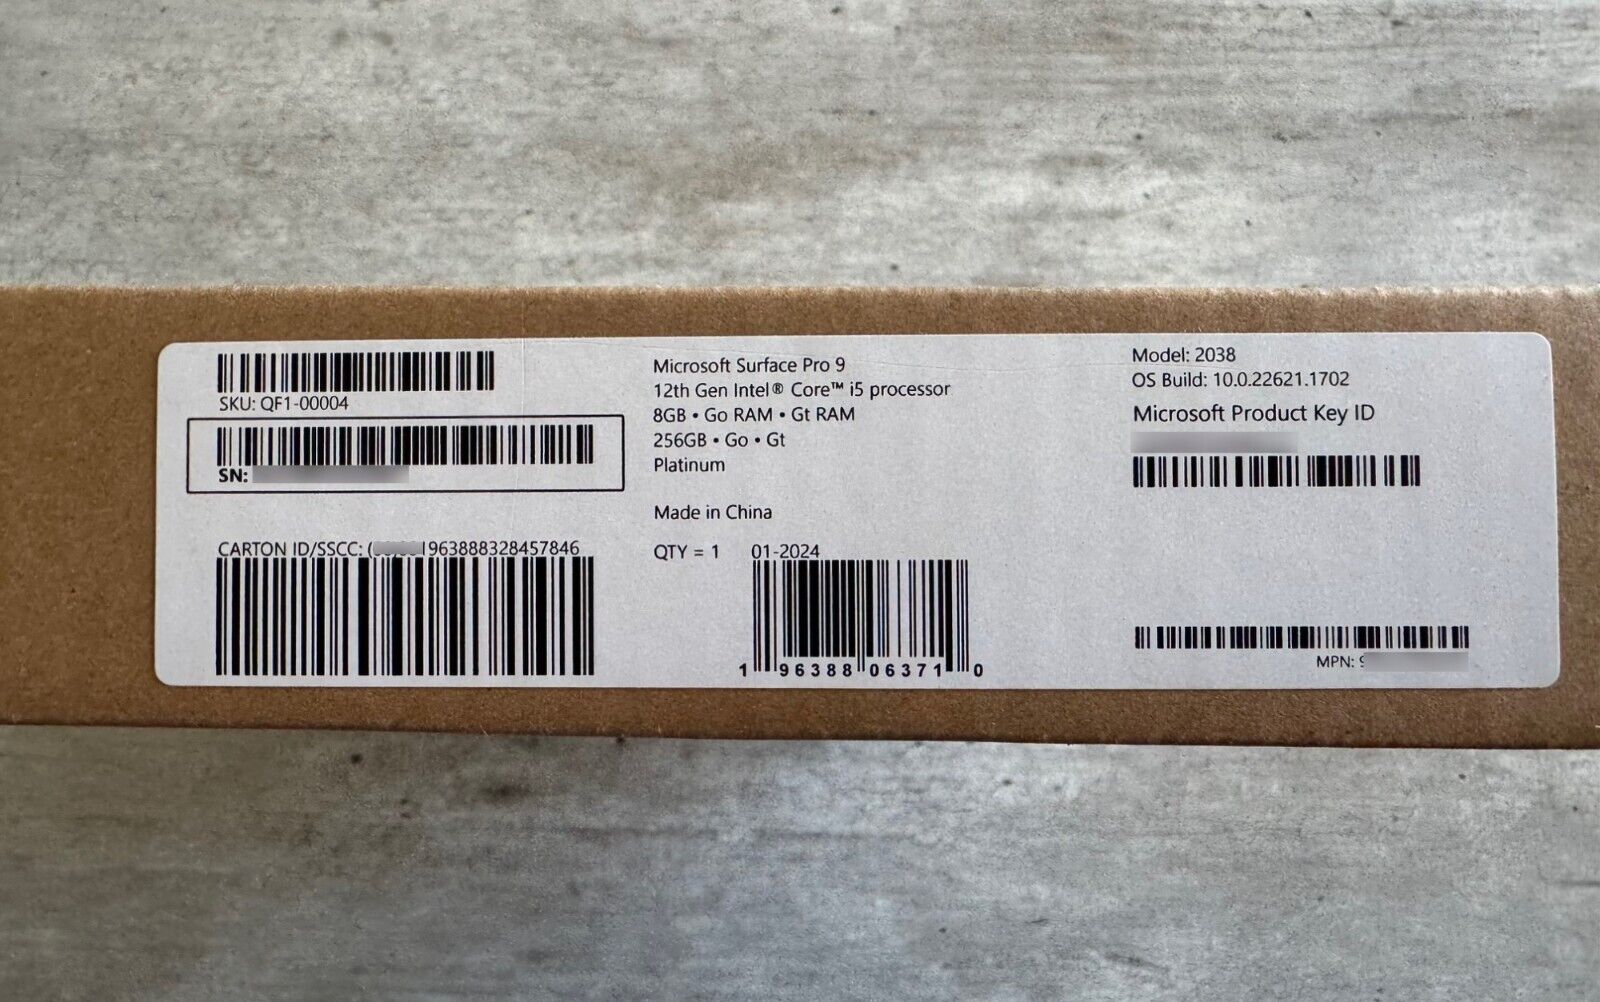 SKU: QF1-00004
SN:
CARTON ID/SSCC: ( 963888328457846
Microsoft Surface Pro 9
12th Gen Intel® Core™ i5 processor
8GB • Go RAM • Gt RAM
256GB • Go • Gt
Platinum
Made in China
QTY = 1 01-2024
1 96388 06371 0
Model: 2038
OS Build: 10.0.22621.1702
Microsoft Product Key ID
MPN: 9